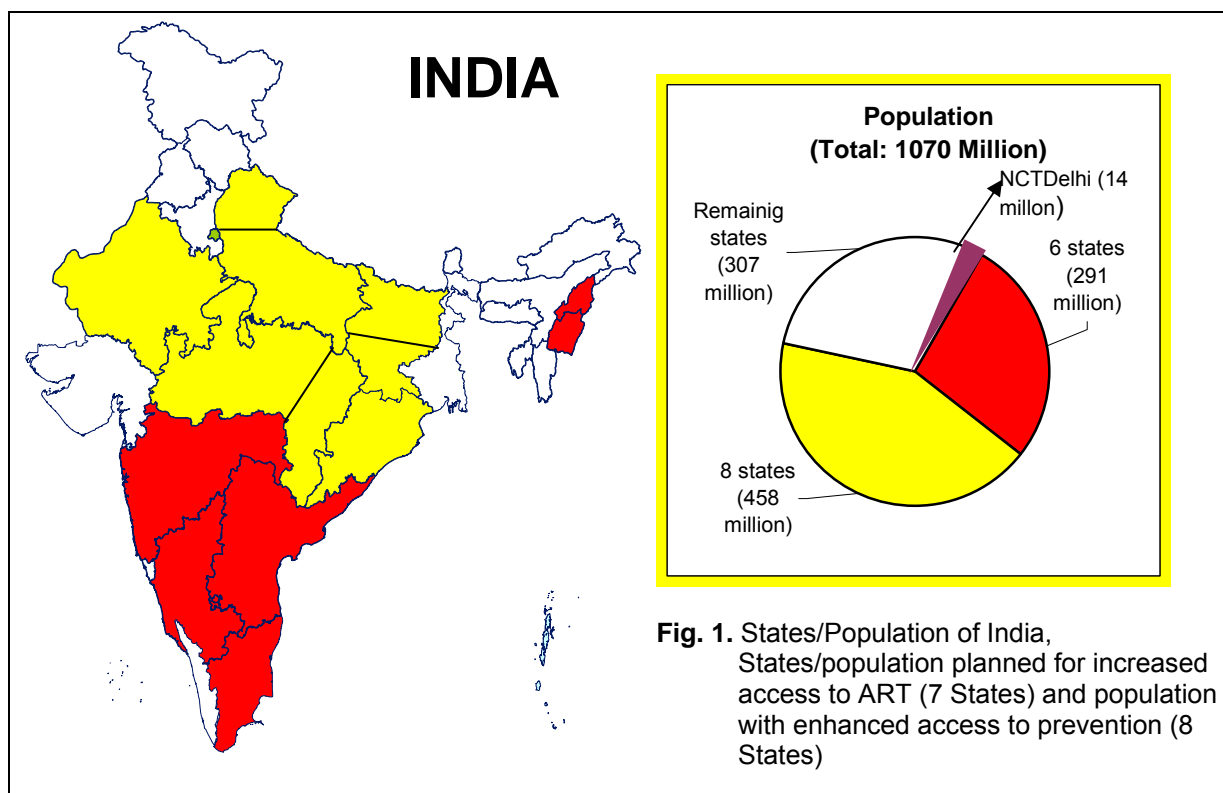 INDIA
Population
(Total: 1070 Million)
NCTDelhi (14
millon)
Remainig
states
(307
million)
6 states
(291
million)
8 states
(458
million)
Fig. 1. States/Population of India,
States/population planned for increased
access to ART (7 States) and population
with enhanced access to prevention (8
States)